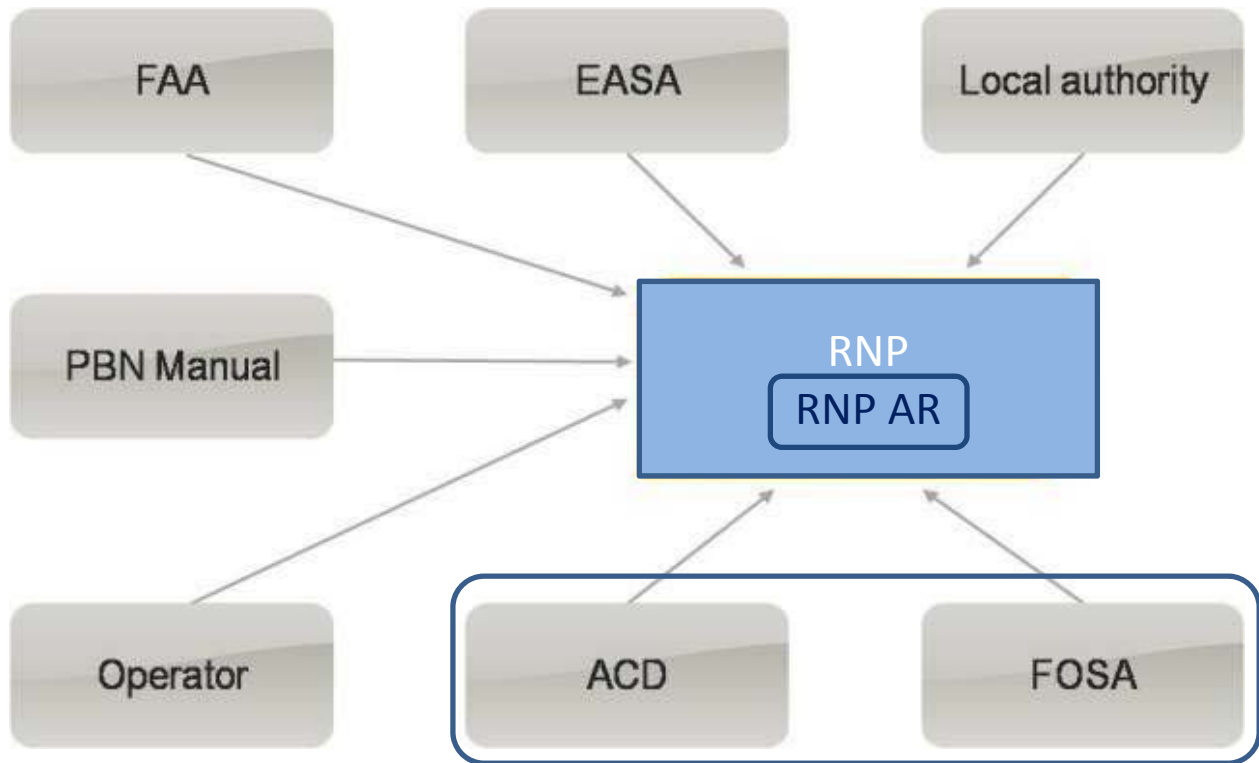 FAA
EASA
Local authority
PBN Manual
RNP
RNP AR
Operator
ACD
FOSA